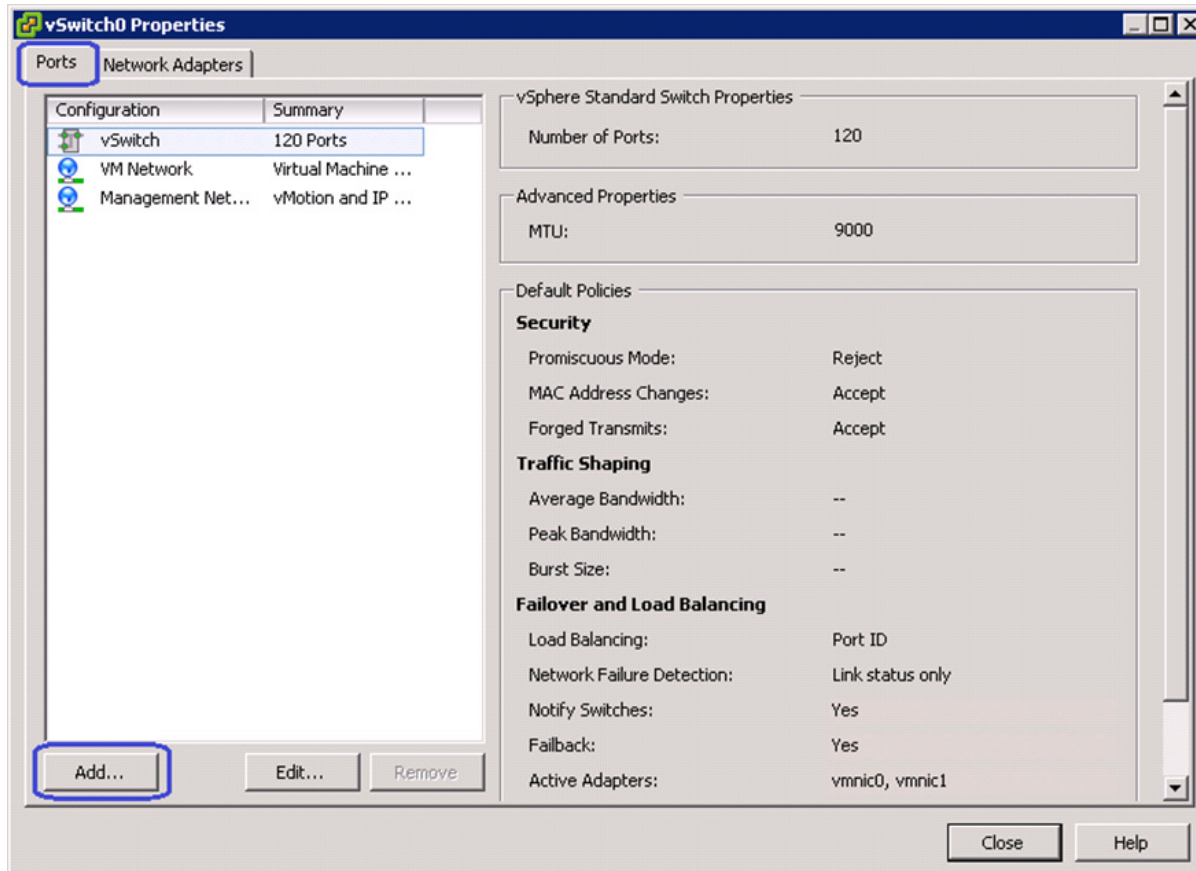 vSwitch0 Properties
Ports Network Adapters
Configuration Summary
vSwitch 120 Ports
VM Network Virtual Machine ...
Management Net... vMotion and IP ...
Add... Edit... Remove
vSphere Standard Switch Properties
Number of Ports: 120
Advanced Properties
MTU: 9000
Default Policies
Security
Promiscuous Mode: Reject
MAC Address Changes: Accept
Forged Transmits: Accept
Traffic Shaping
Average Bandwidth: --
Peak Bandwidth: --
Burst Size: --
Failover and Load Balancing
Load Balancing: Port ID
Network Failure Detection: Link status only
Notify Switches: Yes
Failback: Yes
Active Adapters: vmnic0, vmnic1
Close Help